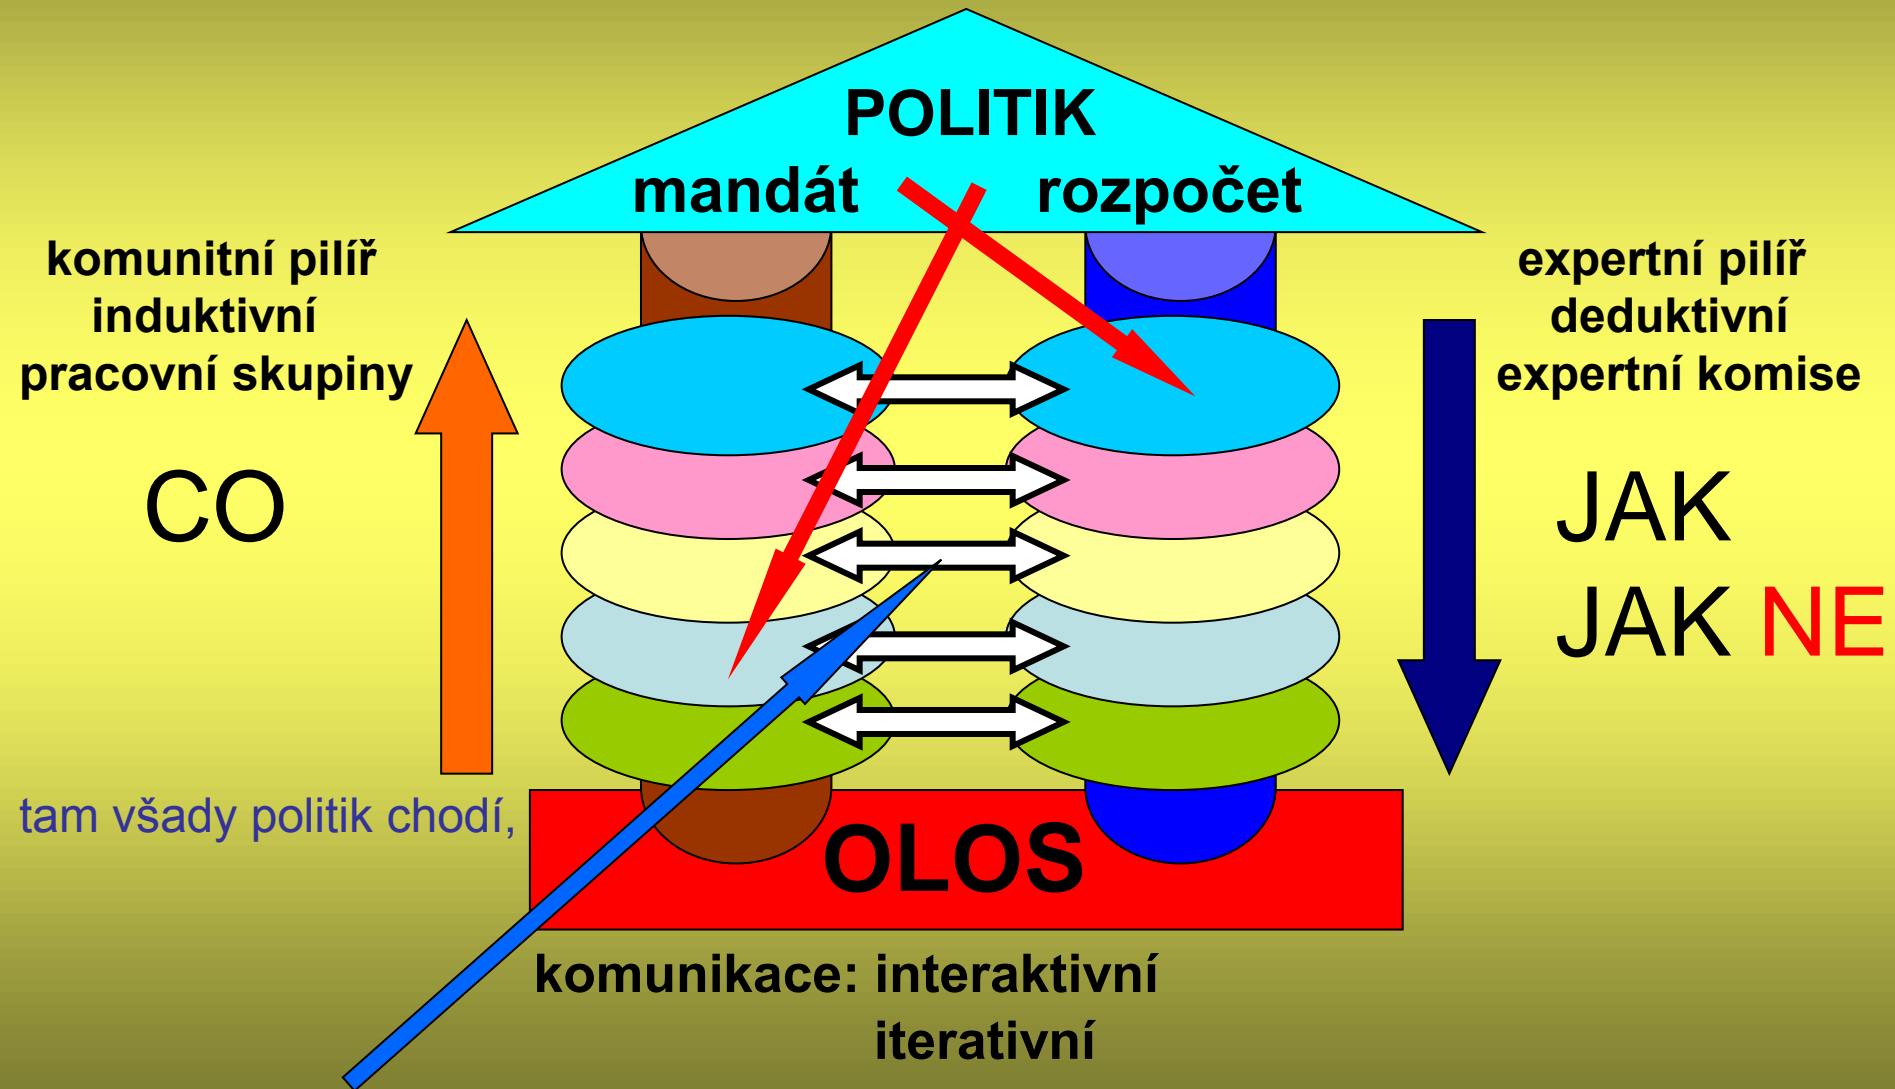 POLITIK
mandát rozpočet
komunitní pilíř
induktivní
pracovní skupiny
expertní pilíř
deduktivní
expertní komise
CO
JAK
JAK NE
tam všady politik chodí,
OLOS
komunikace: interaktivní
iterativní